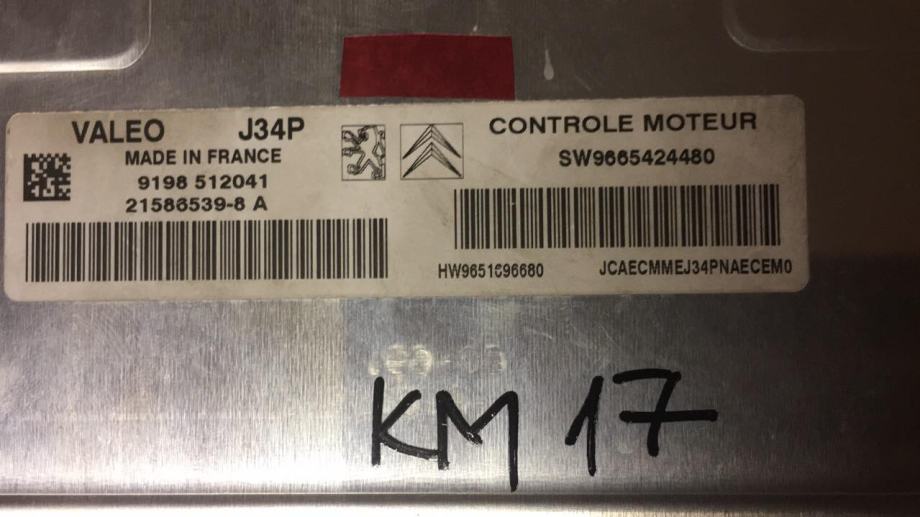 VALEO J34P
MADE IN FRANCE
9198 512041
21586539-8 A
CONTROLE MOTEUR
SW9665424480
HW9651696680
JCAECMMEJ34PNAECEM0
KM 17